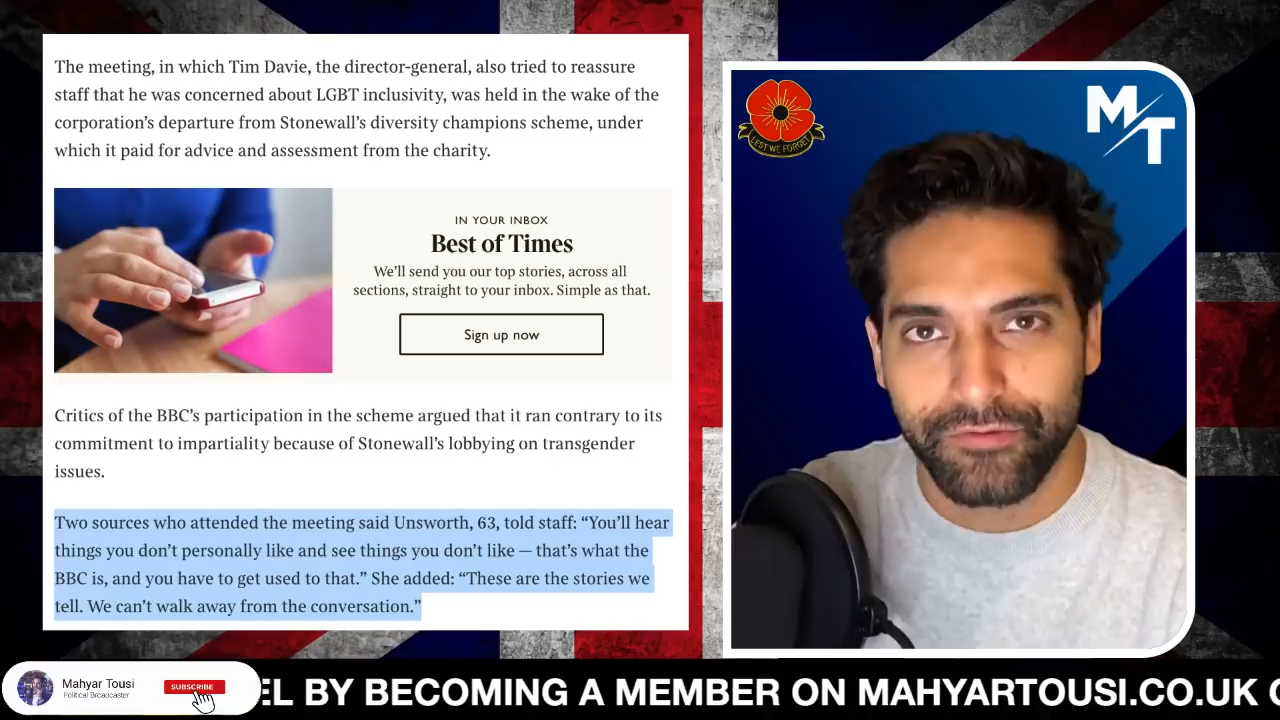 The meeting, in which Tim Davie, the director-general, also tried to reassure
staff that he was concerned about LGBT inclusivity, was held in the wake of the
corporation’s departure from Stonewall’s diversity champions scheme, under
which it paid for advice and assessment from the charity.
IN YOUR INBOX
Best of Times
We’ll send you our top stories, across all
sections, straight to your inbox. Simple as that.
Sign up now
Critics of the BBC’s participation in the scheme argued that it ran contrary to its
commitment to impartiality because of Stonewall’s lobbying on transgender
issues.
Two sources who attended the meeting said Unsworth, 63, told staff: “You’ll hear
things you don’t personally like and see things you don’t like — that’s what the
BBC is, and you have to get used to that.” She added: “These are the stories we
tell. We can’t walk away from the conversation.”
LEST WE FORGET
M/T
Mahyar Tousi
Political Broadcaster
SUBSCRIBE
EL BY BECOMING A MEMBER ON MAHYARTOUSI.CO.UK